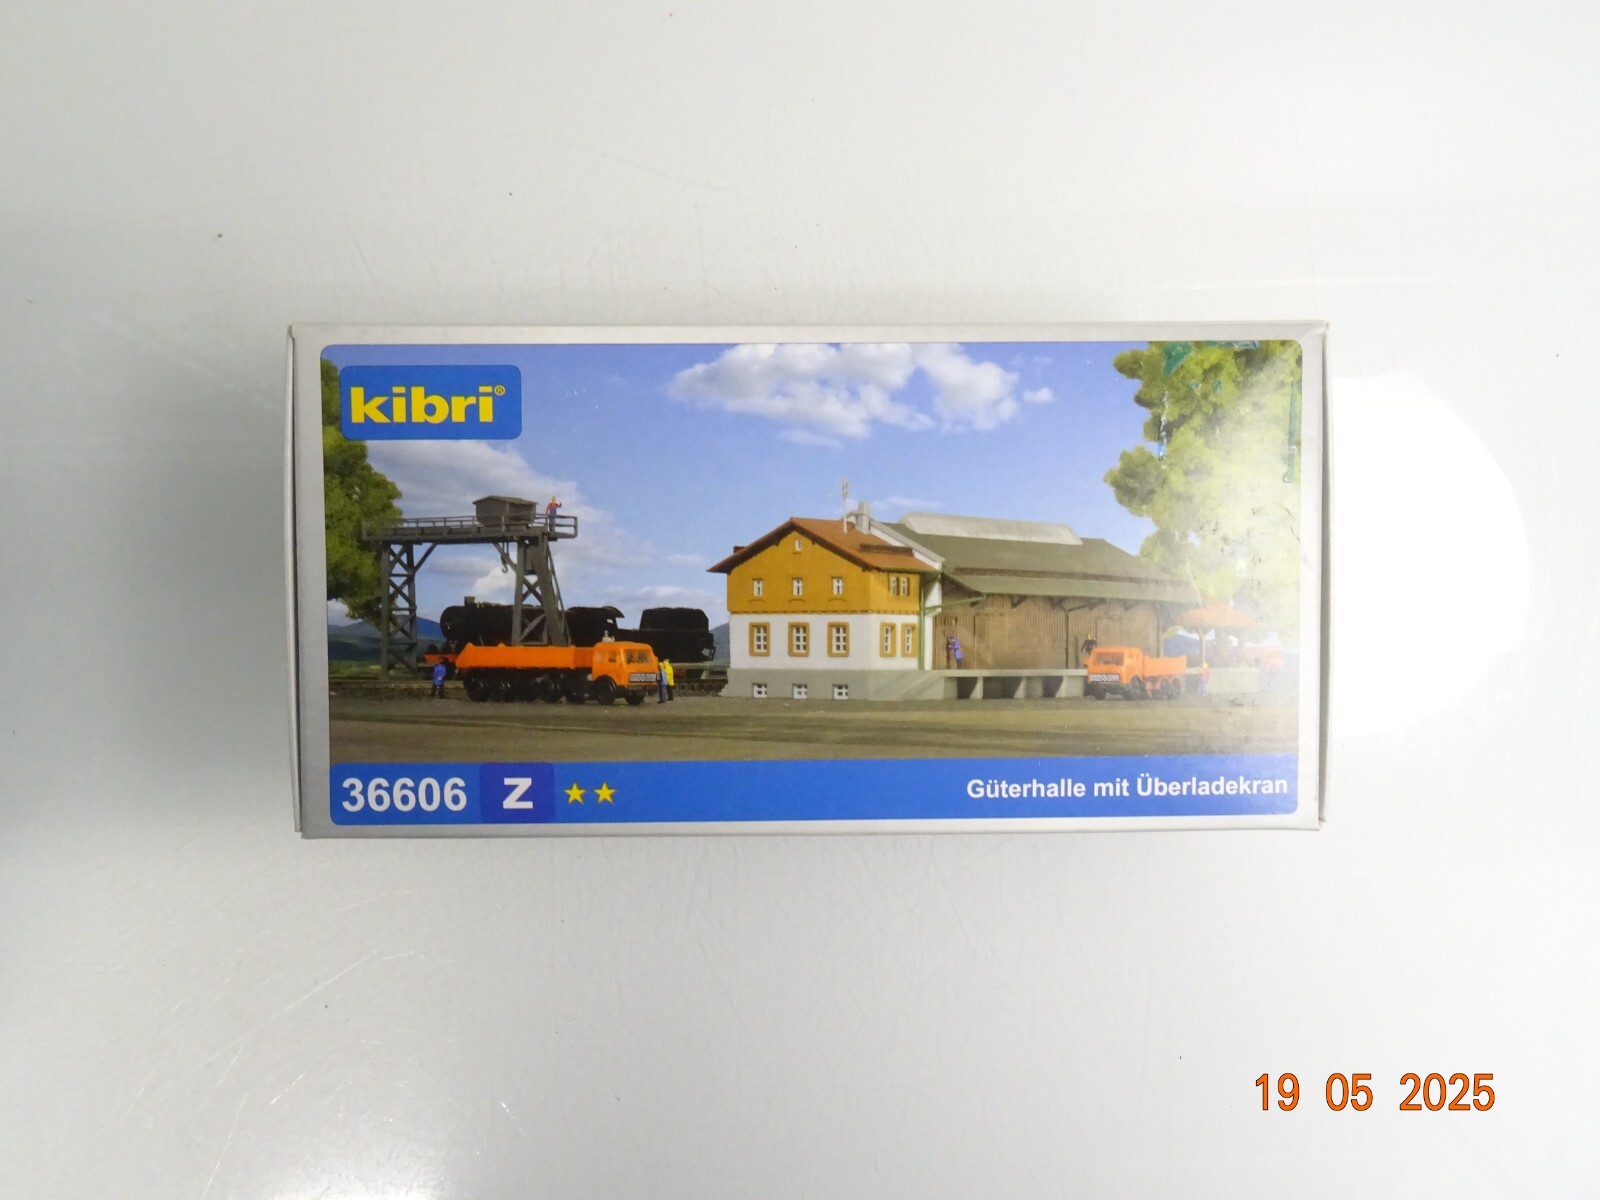 kibri®
36606 Z
Güterhalle mit Überladekran
19 05 2025